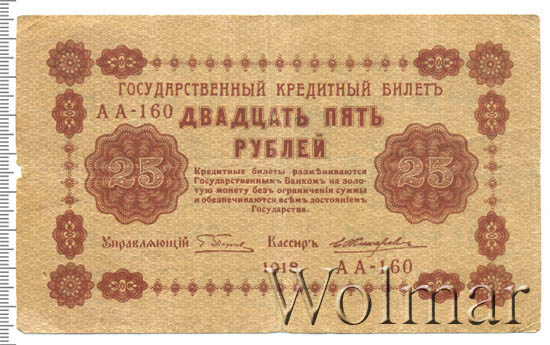 ГОСУДАРСТВЕННЫЙ КРЕДИТНЫЙ БИЛЕТЪ
АА-160 ДВАДЦАТЬ ПЯТЬ
РУБЛЕЙ
25 25
Кредитные билеты размѣниваются
Государственнымъ Банкомъ на золо-
тую монету безъ ограниченія суммы
и обезпечиваются всѣмъ достояніемъ
Государства.
Управляющій Кассиръ
1918 АА-160
Wolmar